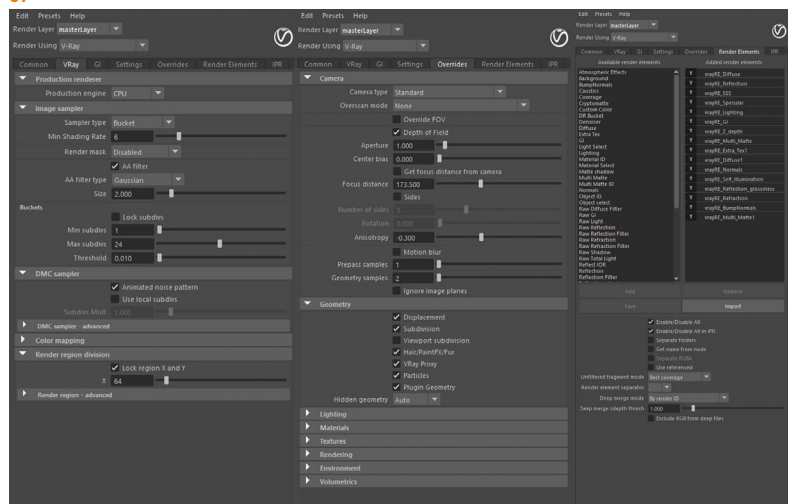 Edit Presets Help
Render Layer masterLayer
Render Using V-Ray
Common VRay GI Settings Overrides Render Elements IPR
Production renderer
Production engine CPU
Image sampler
Sampler type Bucket
Min Shading Rate 6
Render mask Disabled
AA filter
AA filter type Gaussian
Size 2.000
Buckets
Lock subdivs
Min subdivs 1
Max subdivs 24
Threshold 0.010
DMC sampler
Animated noise pattern
Use local subdivs
Subdivs Mult 1.000
DMC sampler - advanced
Color mapping
Render region division
Lock region X and Y
X 64
Render region - advanced
Edit Presets Help
Render Layer masterLayer
Render Using V-Ray
Common VRay GI Settings Overrides Render Elements IPR
Camera
Camera type Standard
Overscan mode None
Override FOV
Depth of Field
Aperture 1.000
Center bias 0.000
Get focus distance from camera
Focus distance 173.500
Sides
Number of sides 5
Rotation 0.000
Anisotropy -0.300
Motion blur
Prepass samples 1
Geometry samples 2
Ignore image planes
Geometry
Displacement
Subdivision
Viewport subdivision
Hair/PaintFX/Fur
VRay Proxy
Particles
Plugin Geometry
Hidden geometry Auto
Lighting
Materials
Textures
Rendering
Environment
Volumetrics
Edit Presets Help
Render Layer masterLayer
Render Using V-Ray
Common VRay GI Settings Overrides Render Elements IPR
Available render elements
Atmospheric Effects
Background
BumpNormals
Caustics
Coverage
Cryptomatte
Custom Color
DR Bucket
Denoiser
Diffuse
Extra Tex
GI
Light Select
Lighting
Material ID
Material Select
Matte shadow
Multi Matte
Multi Matte ID
Normals
Object ID
Object select
Raw Diffuse Filter
Raw GI
Raw Light
Raw Reflection
Raw Reflection Filter
Raw Refraction
Raw Refraction Filter
Raw Shadow
Raw Total Light
Reflect IOR
Reflection
Reflection Filter
Added render elements
Y vrayRE_Diffuse
Y vrayRE_Reflection
Y vrayRE_SSS
Y vrayRE_Specular
Y vrayRE_Lighting
Y vrayRE_GI
Y vrayRE_Z_depth
Y vrayRE_Multi_Matte
Y vrayRE_Extra_Tex1
Y vrayRE_Diffuse1
Y vrayRE_Normals
Y vrayRE_Self_Illumination
Y vrayRE_Reflection_glossiness
Y vrayRE_Refraction
Y vrayRE_BumpNormals
Y vrayRE_Multi_Matte1
Add Remove
Save Import
Enable/Disable All
Enable/Disable All in IPR
Separate folders
Get name from node
Separate RGBA
Use referenced
Unfiltered fragment mode Best coverage
Render element separator .
Deep merge mode By render ID
Deep merge zdepth thresh 1.000
Exclude RGB from deep files